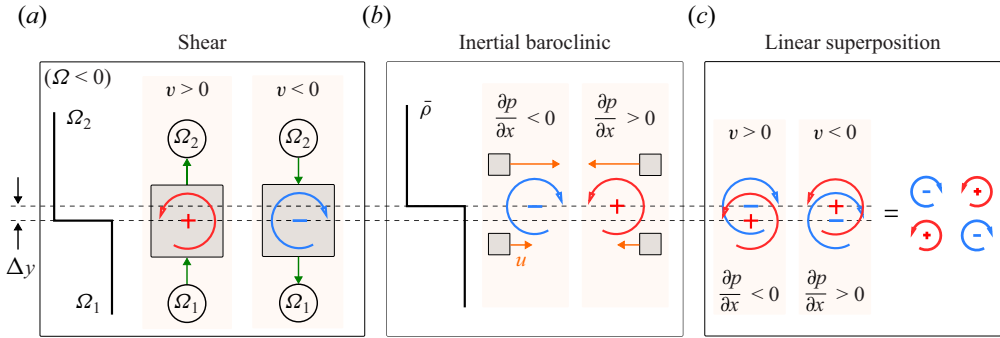 (a) (b) (c)
Shear Inertial baroclinic Linear superposition
(Ω < 0)
v > 0 v < 0
Ω₂
Ω₂ Ω₂
+ −
Δy
Ω₁
Ω₁ Ω₁
ρ̄
∂p/∂x < 0 ∂p/∂x > 0
− +
u
v > 0 v < 0
− +
+ −
∂p/∂x < 0 ∂p/∂x > 0
=
− +
+ −